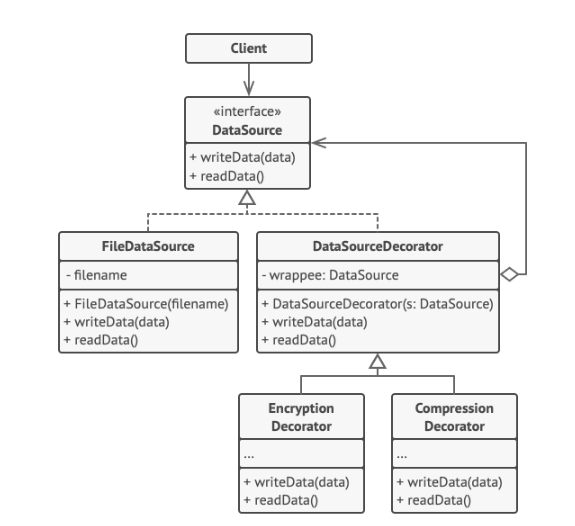 Client
«interface»
DataSource
+ writeData(data)
+ readData()
FileDataSource
- filename
+ FileDataSource(filename)
+ writeData(data)
+ readData()
DataSourceDecorator
- wrappee: DataSource
+ DataSourceDecorator(s: DataSource)
+ writeData(data)
+ readData()
Encryption
Decorator
...
+ writeData(data)
+ readData()
Compression
Decorator
...
+ writeData(data)
+ readData()